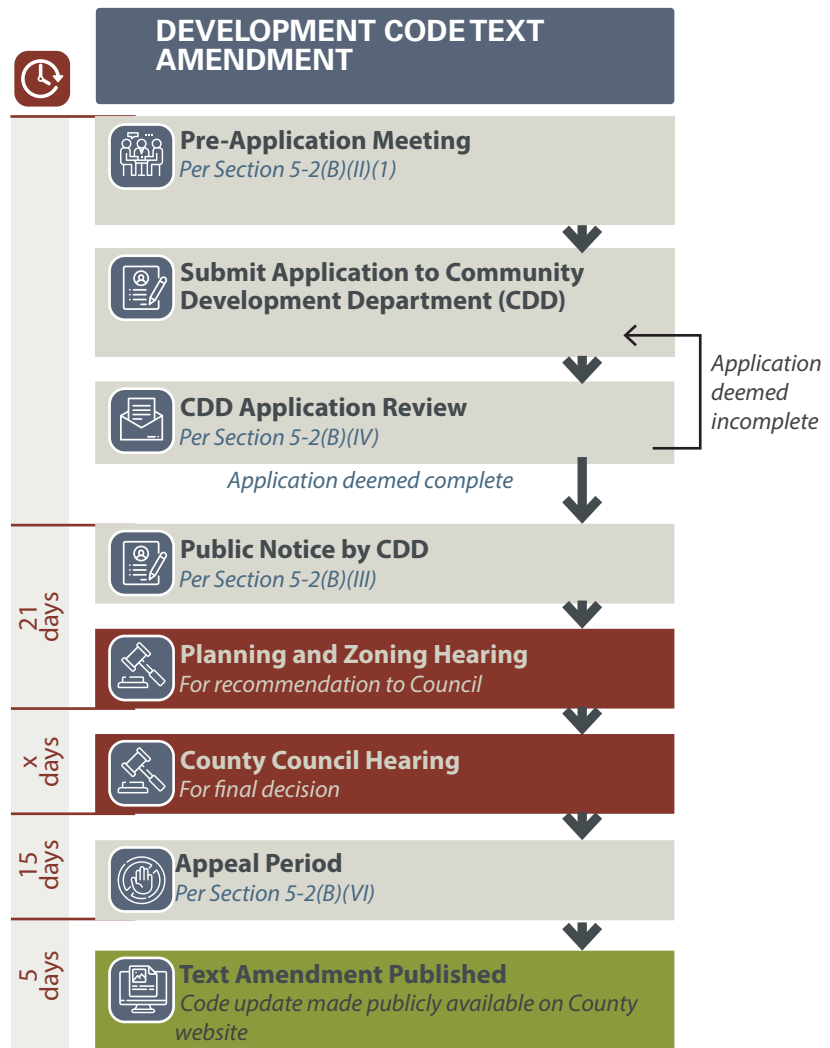 DEVELOPMENT CODE TEXT
AMENDMENT
Pre-Application Meeting
Per Section 5-2(B)(II)(1)
Submit Application to Community
Development Department (CDD)
Application
deemed
incomplete
CDD Application Review
Per Section 5-2(B)(IV)
Application deemed complete
21
days
Public Notice by CDD
Per Section 5-2(B)(III)
Planning and Zoning Hearing
For recommendation to Council
x
days
County Council Hearing
For final decision
15
days
Appeal Period
Per Section 5-2(B)(VI)
5
days
Text Amendment Published
Code update made publicly available on County
website